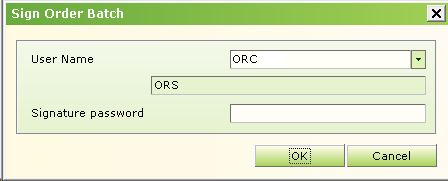 Sign Order Batch
User Name ORC
ORS
Signature password
OK Cancel